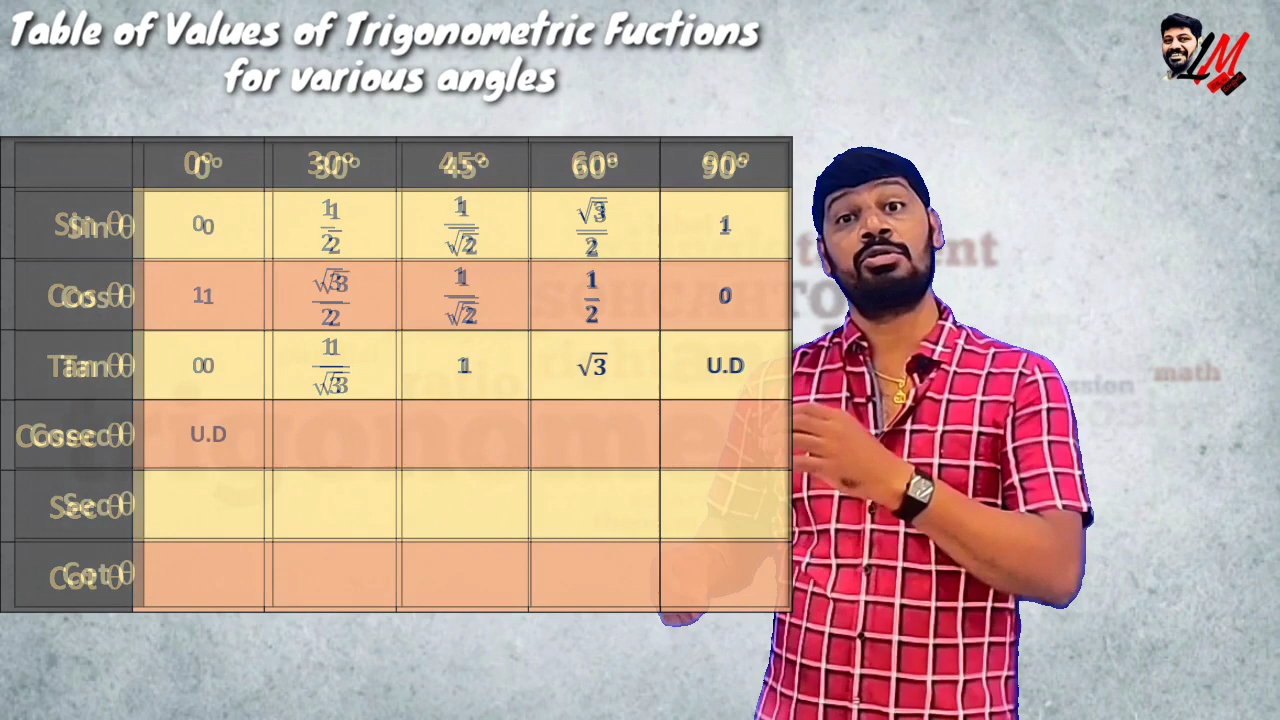 Table of Values of Trigonometric Fuctions
for various angles
0° 30° 45° 60° 90°
Sin θ 0 1/2 1/√2 √3/2 1
Cos θ 1 √3/2 1/√2 1/2 0
Tan θ 0 1/√3 1 √3 U.D
Cosec θ U.D
Sec θ
Cot θ
LM
math